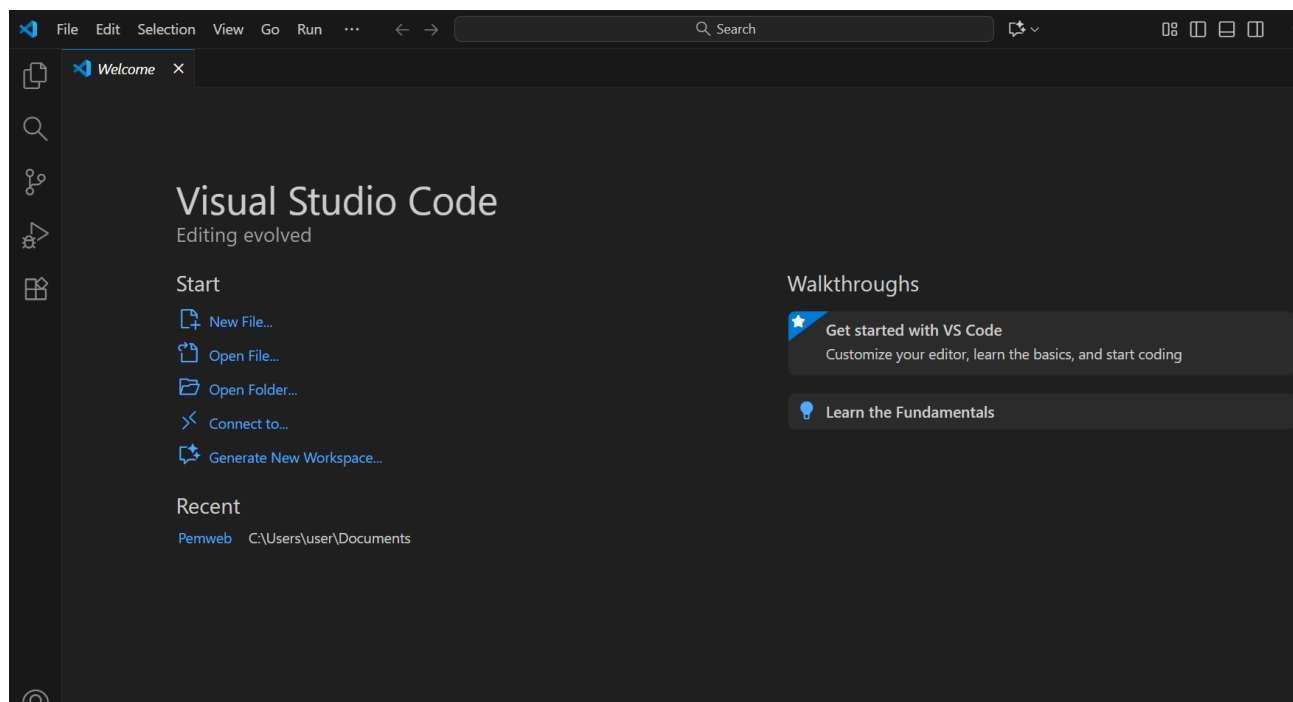 File Edit Selection View Go Run ··· Search
Welcome
Visual Studio Code
Editing evolved
Start
New File...
Open File...
Open Folder...
Connect to...
Generate New Workspace...
Recent
Pemweb C:\Users\user\Documents
Walkthroughs
Get started with VS Code
Customize your editor, learn the basics, and start coding
Learn the Fundamentals